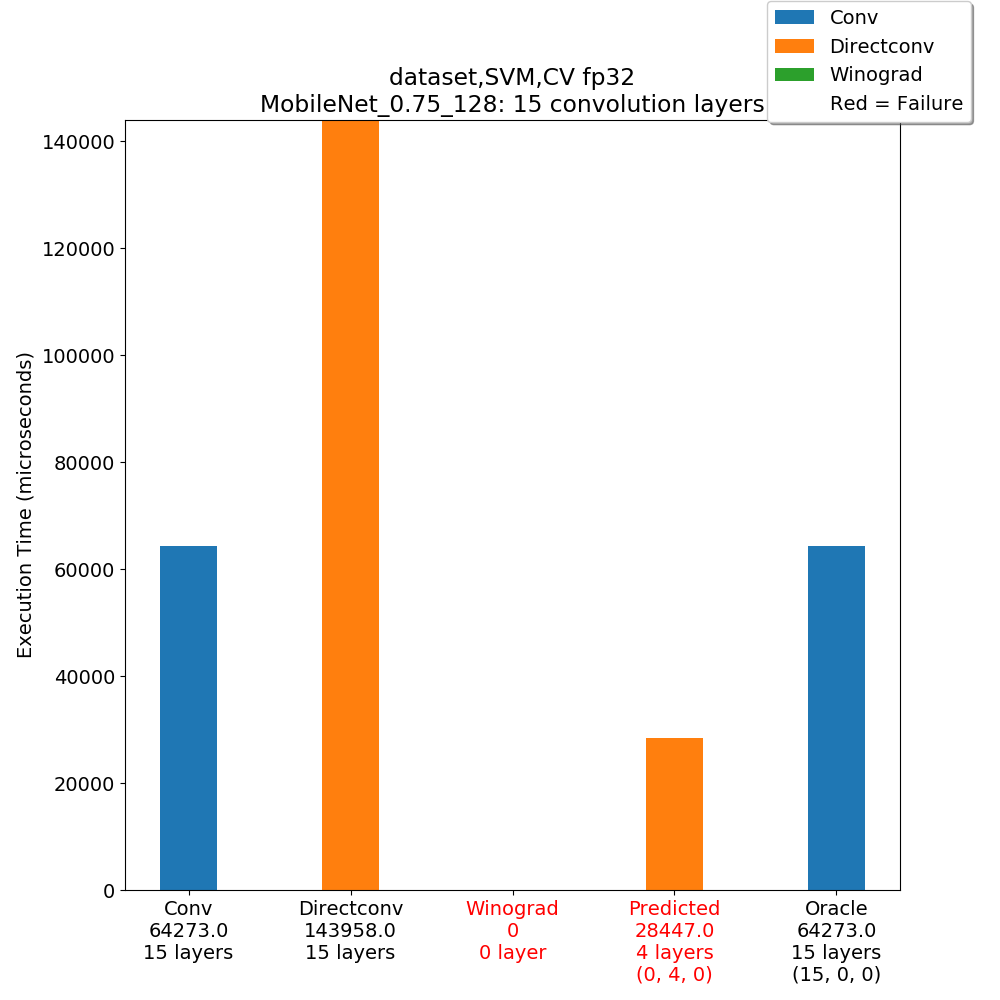 Conv
Directconv
Winograd
Red = Failure
dataset,SVM,CV fp32
MobileNet_0.75_128: 15 convolution layers
Execution Time (microseconds)
140000
120000
100000
80000
60000
40000
20000
0
Conv
64273.0
15 layers
Directconv
143958.0
15 layers
Winograd
0
0 layer
Predicted
28447.0
4 layers
(0, 4, 0)
Oracle
64273.0
15 layers
(15, 0, 0)